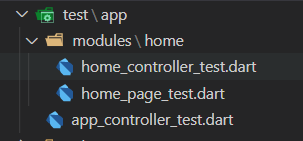 test\app
modules\home
home_controller_test.dart
home_page_test.dart
app_controller_test.dart